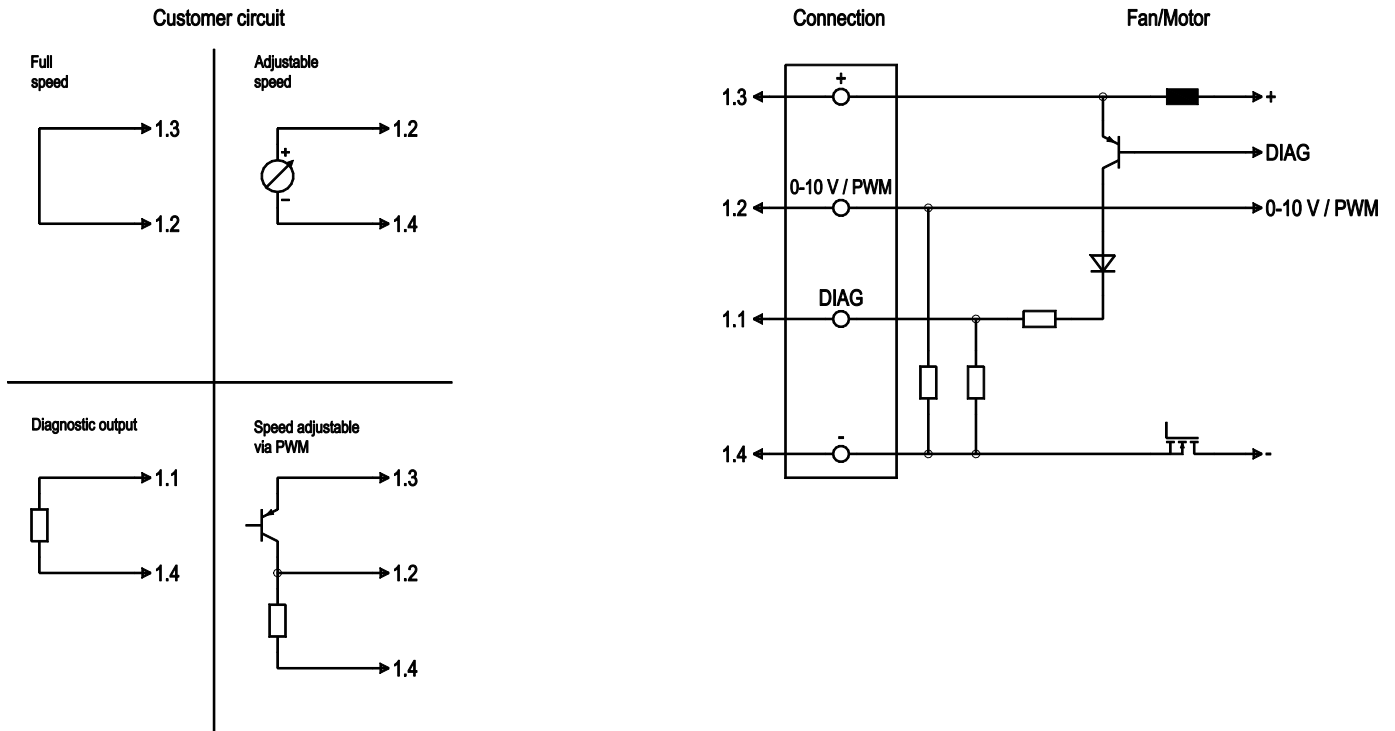 Customer circuit
Full
speed
1.3
1.2
Adjustable
speed
+
1.2
-
1.4
Diagnostic output
1.1
1.4
Speed adjustable
via PWM
1.3
1.2
1.4
Connection
Fan/Motor
1.3
+
+
DIAG
1.2
0-10 V / PWM
0-10 V / PWM
1.1
DIAG
1.4
-
-